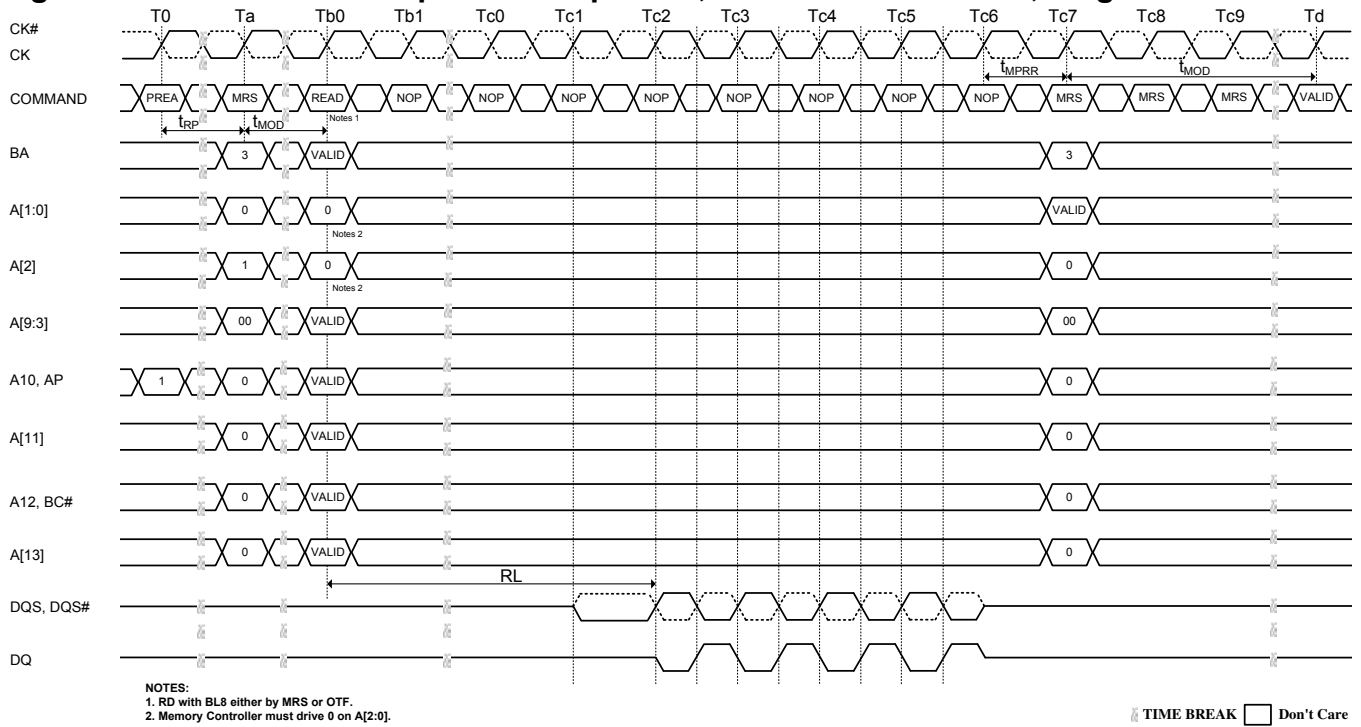 T0 Ta Tb0 Tb1 Tc0 Tc1 Tc2 Tc3 Tc4 Tc5 Tc6 Tc7 Tc8 Tc9 Td
CK#
CK
tMPRR tMOD
COMMAND PREA MRS READ NOP NOP NOP NOP NOP NOP NOP NOP MRS MRS MRS VALID
Notes 1
tRP tMOD
BA 3 VALID 3
A[1:0] 0 0 VALID
Notes 2
A[2] 1 0 0
Notes 2
A[9:3] 00 VALID 00
A10, AP 1 0 VALID 0
A[11] 0 VALID 0
A12, BC# 0 VALID 0
A[13] 0 VALID 0
RL
DQS, DQS#
DQ
NOTES:
1. RD with BL8 either by MRS or OTF.
2. Memory Controller must drive 0 on A[2:0].
TIME BREAK Don't Care